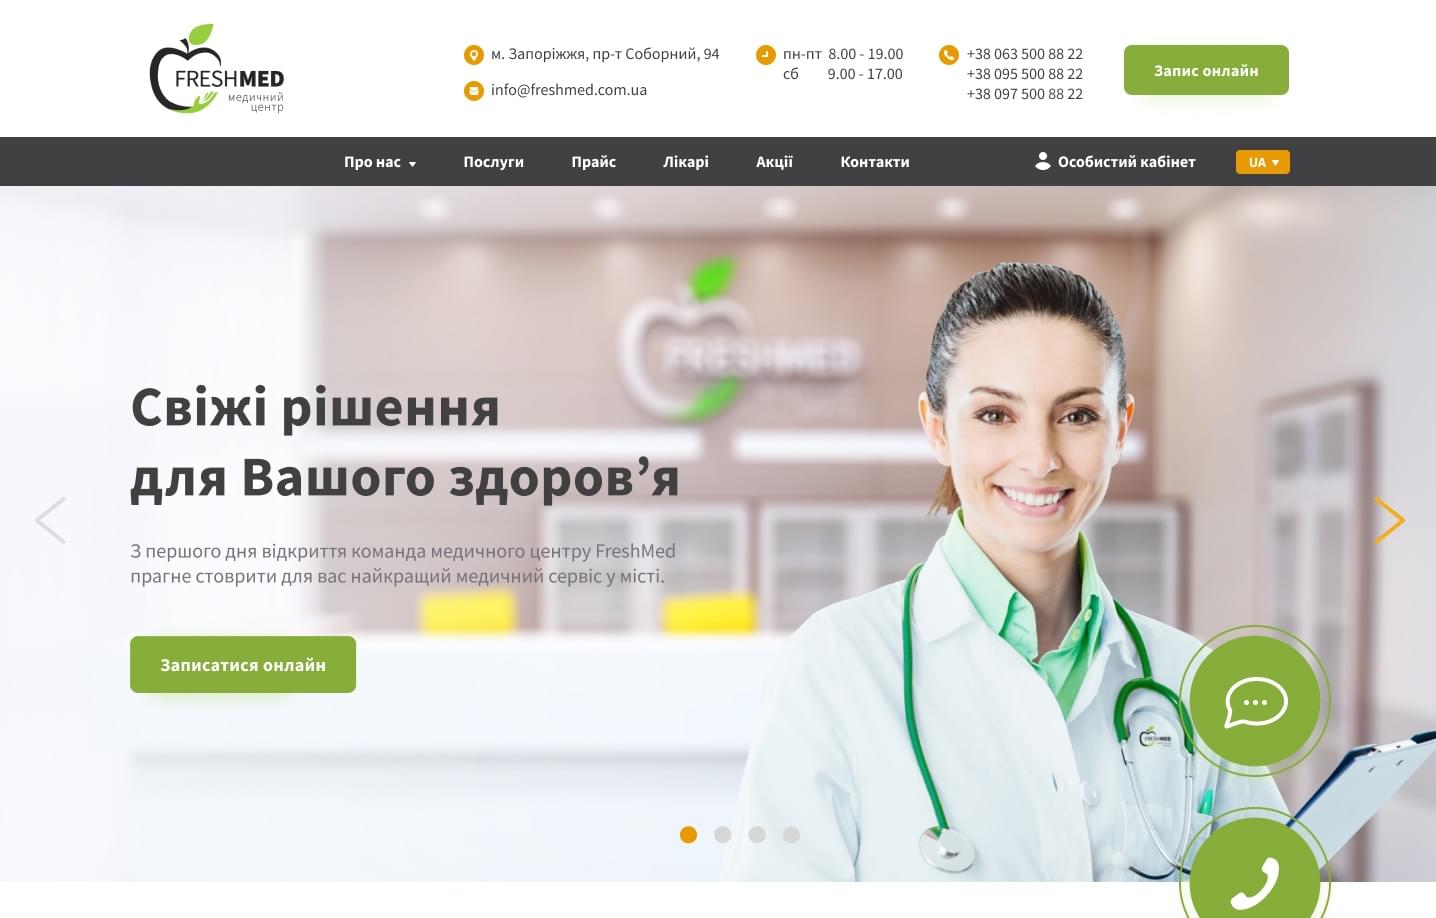 FRESHMED
медичний
центр
м. Запоріжжя, пр-т Соборний, 94
info@freshmed.com.ua
пн-пт 8.00 - 19.00
сб 9.00 - 17.00
+38 063 500 88 22
+38 095 500 88 22
+38 097 500 88 22
Запис онлайн
Про нас
Послуги
Прайс
Лікарі
Акції
Контакти
Особистий кабінет
UA
FRESHMED
Свіжі рішення
для Вашого здоров’я
З першого дня відкриття команда медичного центру FreshMed
прагне стоврити для вас найкращий медичний сервіс у місті.
Записатися онлайн
FRESHMED